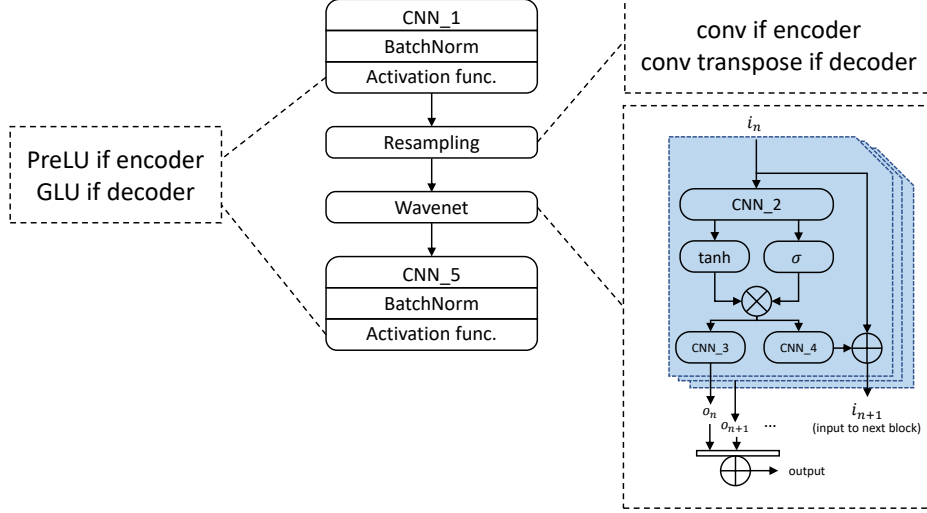 CNN_1
BatchNorm
Activation func.
Resampling
Wavenet
CNN_5
BatchNorm
Activation func.
PreLU if encoder
GLU if decoder
conv if encoder
conv transpose if decoder
i_n
CNN_2
tanh
σ
CNN_3
CNN_4
o_n
o_{n+1}
...
i_{n+1}
(input to next block)
output